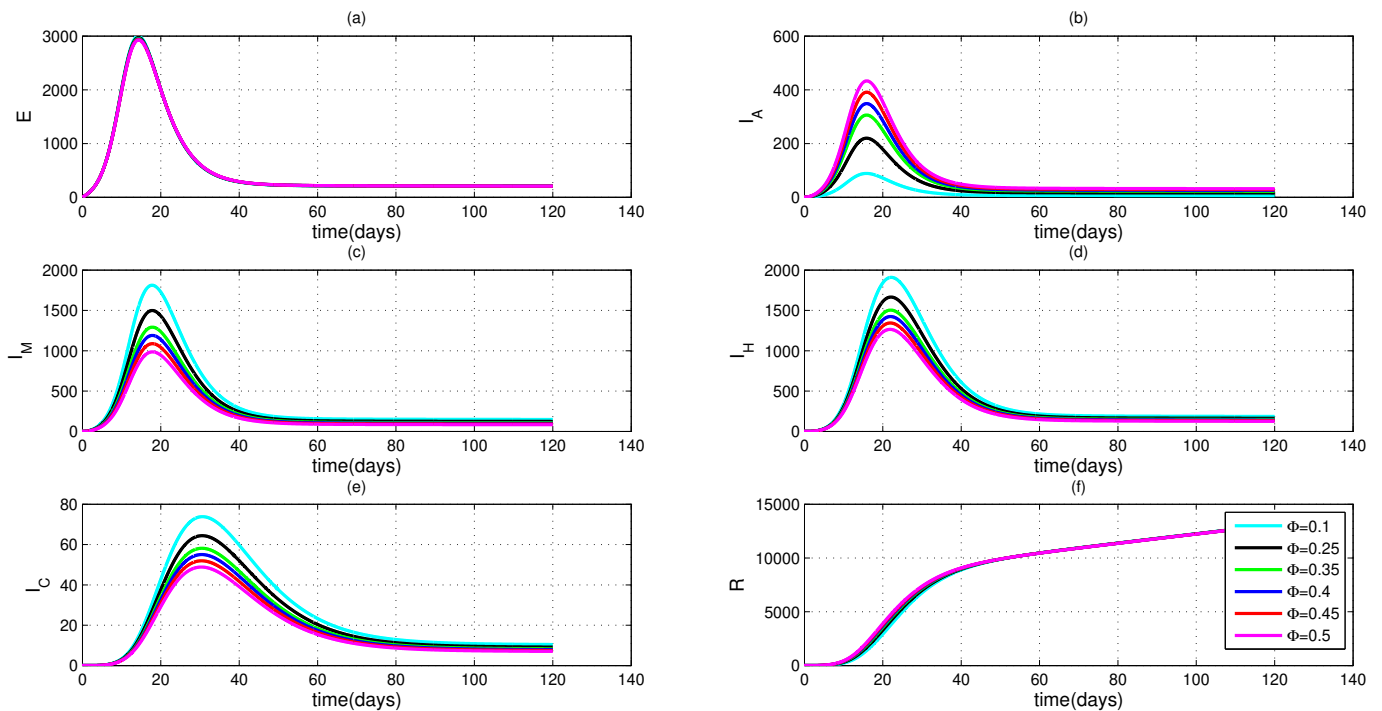 (a)
3000
2000
1000
0
E
0 20 40 60 80 100 120 140
time(days)
(b)
600
400
200
0
I_A
0 20 40 60 80 100 120 140
time(days)
(c)
2000
1500
1000
500
0
I_M
0 20 40 60 80 100 120 140
time(days)
(d)
2000
1500
1000
500
0
I_H
0 20 40 60 80 100 120 140
time(days)
(e)
80
60
40
20
0
I_C
0 20 40 60 80 100 120 140
time(days)
(f)
15000
10000
5000
0
R
0 20 40 60 80 100 120 140
time(days)
Φ=0.1
Φ=0.25
Φ=0.35
Φ=0.4
Φ=0.45
Φ=0.5